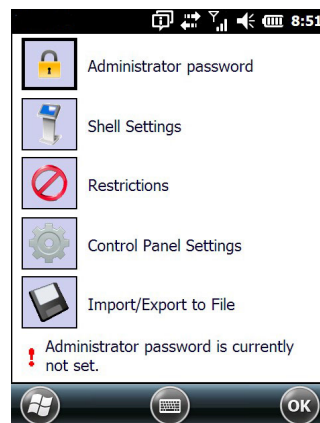 8:51
Administrator password
Shell Settings
Restrictions
Control Panel Settings
Import/Export to File
! Administrator password is currently
not set.
OK